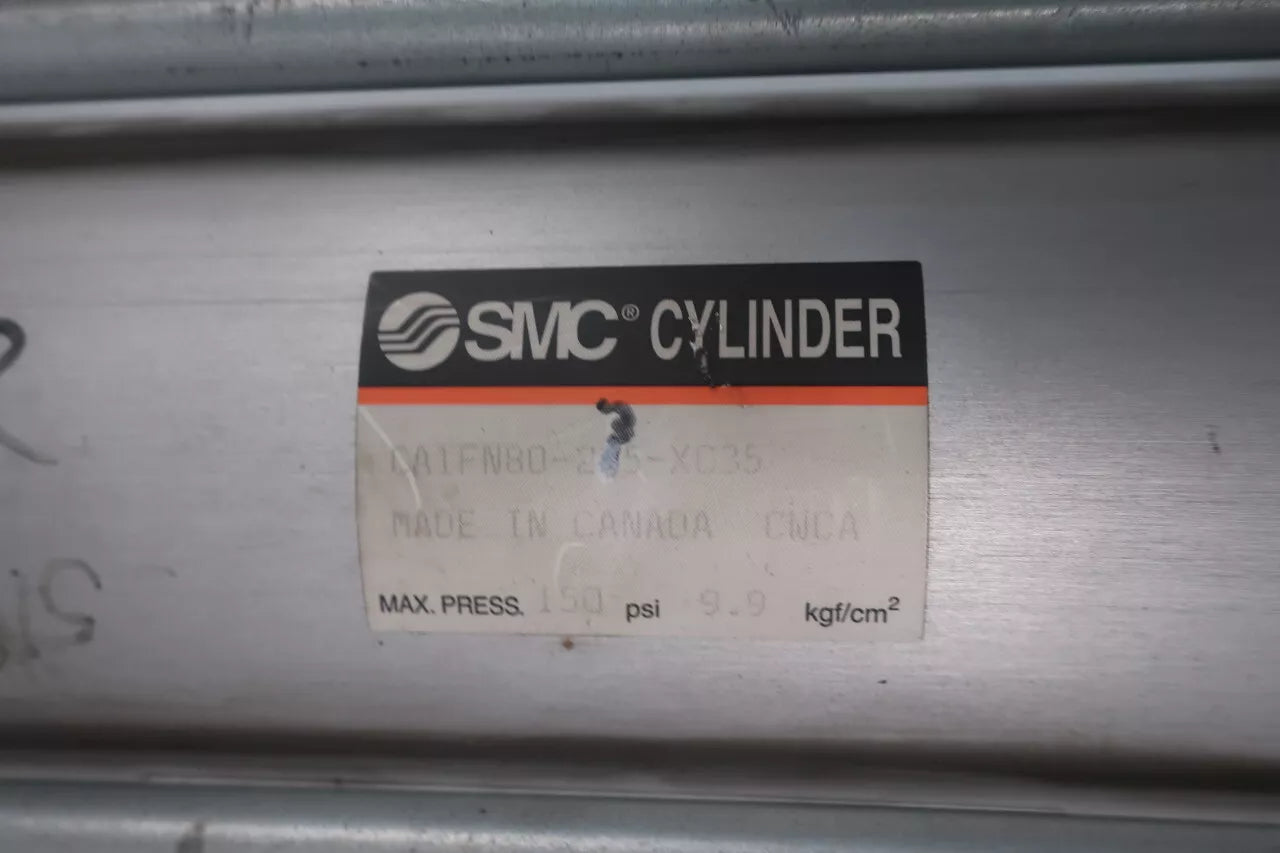 SMC® CYLINDER
MADE IN CANADA CWCA
MAX. PRESS. 150 psi 9.9 kgf/cm²